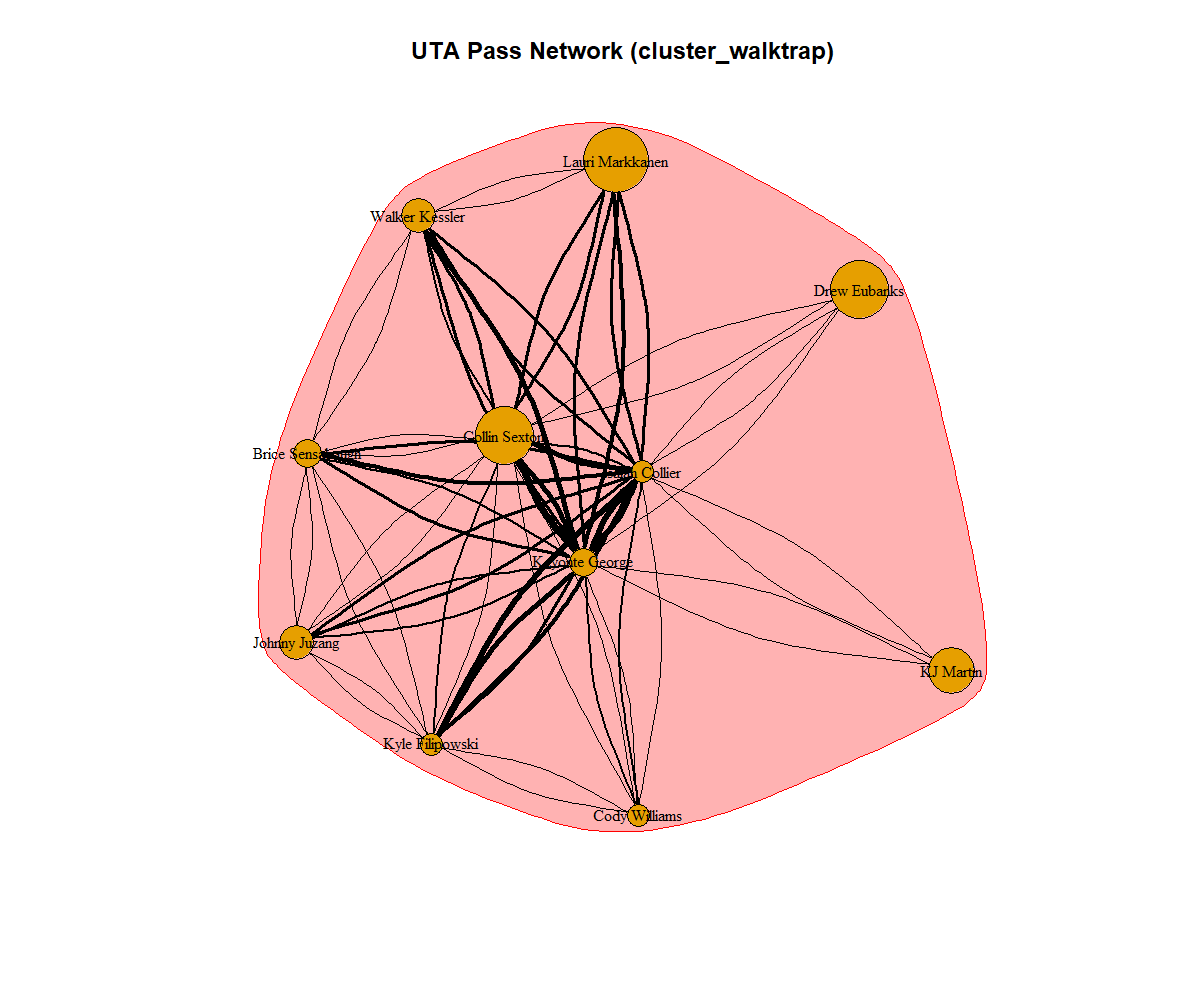 UTA Pass Network (cluster_walktrap)
Lauri Markkanen
Walker Kessler
Drew Eubanks
Collin Sexton
Brice Sensabaugh
Collier
Keyonte George
Johnny Juzang
KJ Martin
Kyle Filipowski
Cody Williams